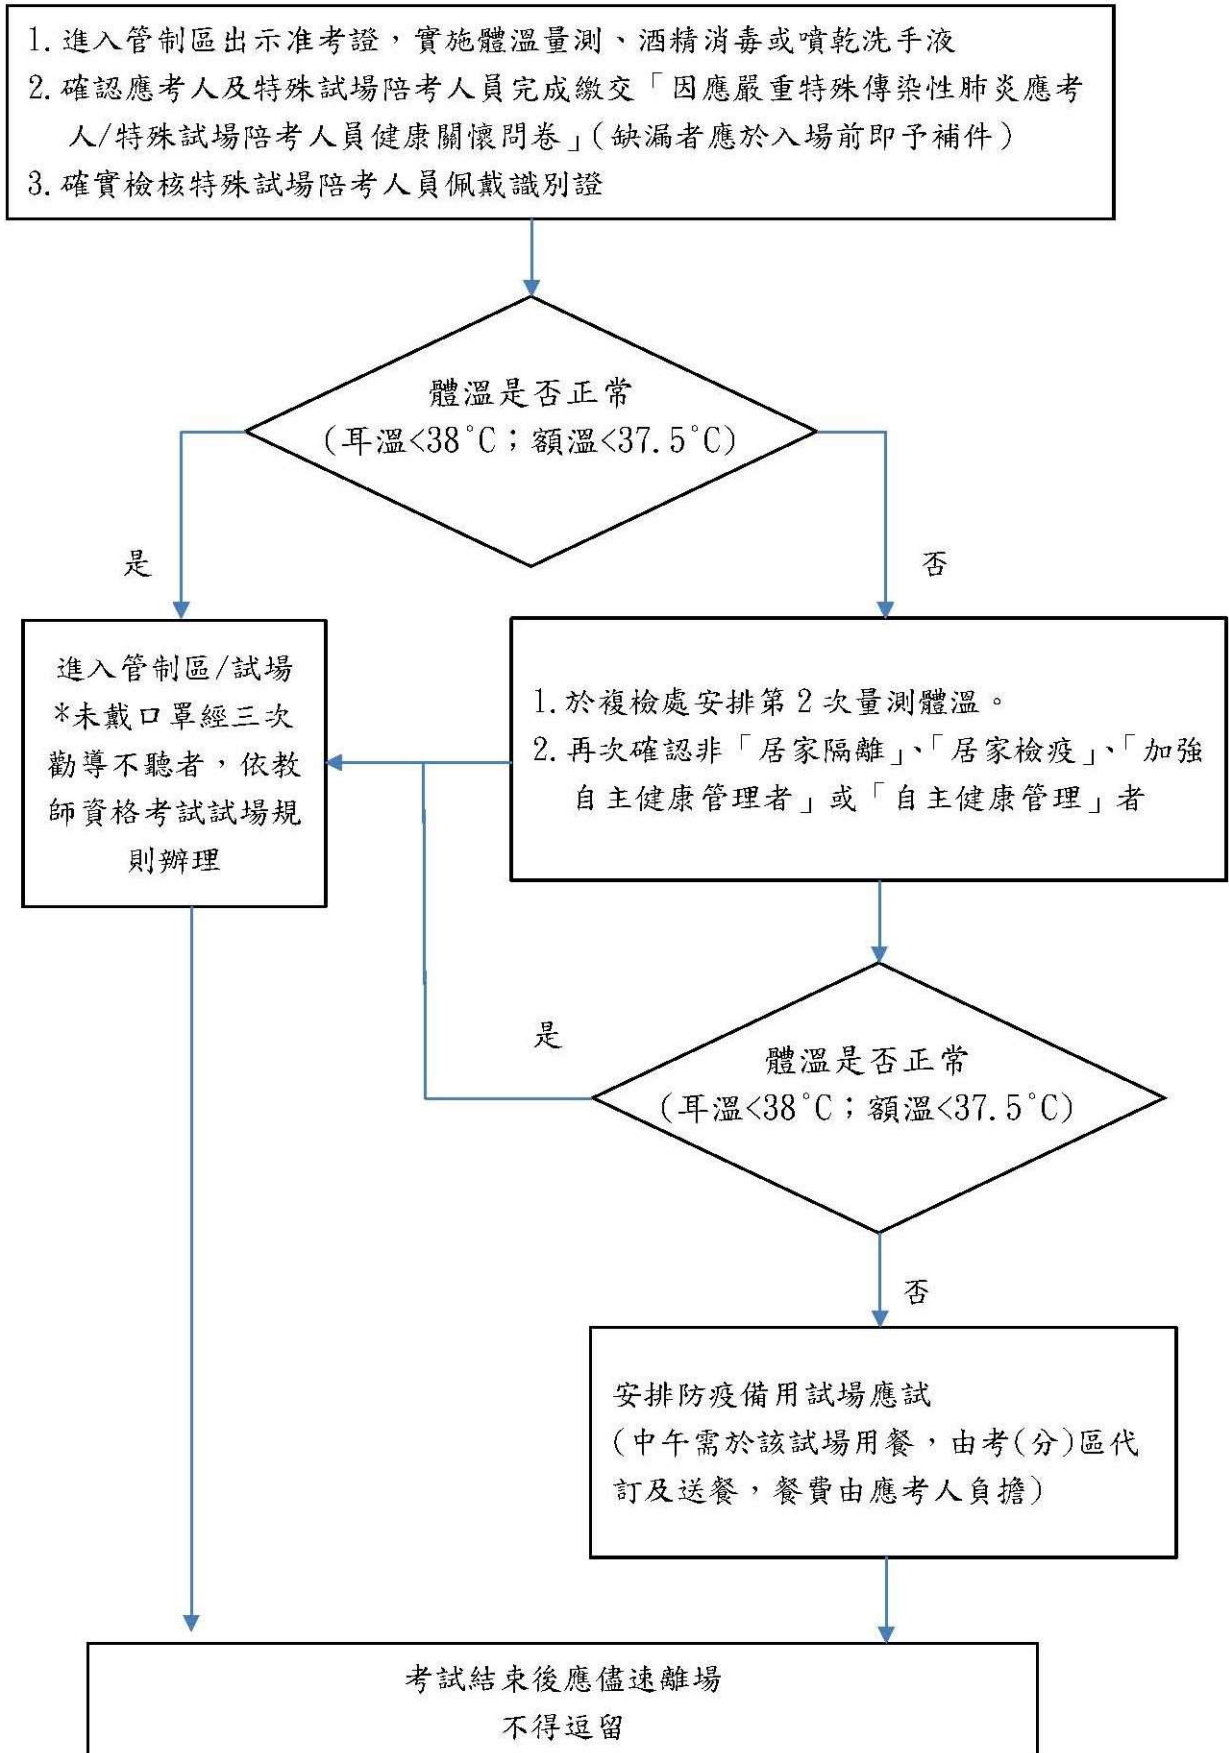 1. 進入管制區出示准考證，實施體溫量測、酒精消毒或噴乾洗手液
2. 確認應考人及特殊試場陪考人員完成繳交「因應嚴重特殊傳染性肺炎應考
人/特殊試場陪考人員健康關懷問卷」(缺漏者應於入場前即予補件)
3. 確實檢核特殊試場陪考人員佩戴識別證
體溫是否正常
(耳溫<38°C；額溫<37.5°C)
是
否
進入管制區/試場
*未戴口罩經三次
勸導不聽者，依教
師資格考試試場規
則辦理
1. 於複檢處安排第 2 次量測體溫。
2. 再次確認非「居家隔離」、「居家檢疫」、「加強
自主健康管理者」或「自主健康管理」者
是
體溫是否正常
(耳溫<38°C；額溫<37.5°C)
否
安排防疫備用試場應試
(中午需於該試場用餐，由考(分)區代
訂及送餐，餐費由應考人負擔)
考試結束後應儘速離場
不得逗留